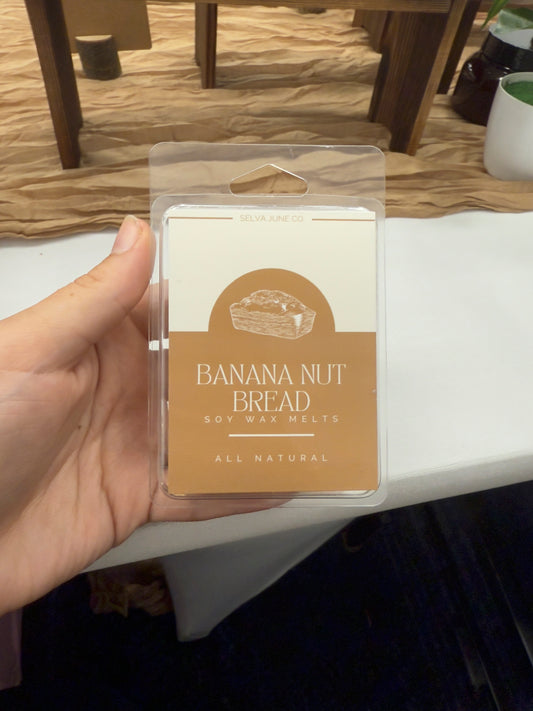 SELVA JUNE CO.
BANANA NUT
BREAD
SOY WAX MELTS
ALL NATURAL